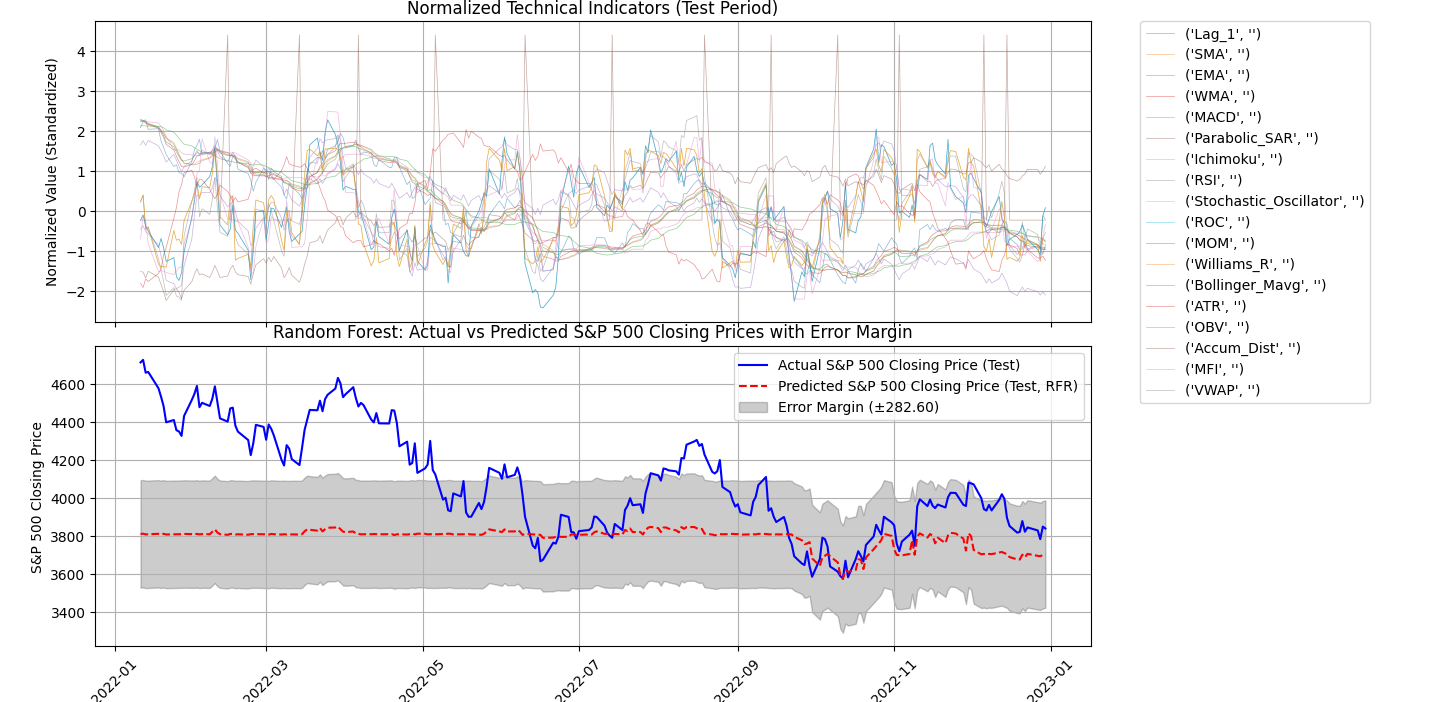 Normalized Technical Indicators (Test Period)
Normalized Value (Standardized)
4
3
2
1
0
−1
−2
('Lag_1', '')
('SMA', '')
('EMA', '')
('WMA', '')
('MACD', '')
('Parabolic_SAR', '')
('Ichimoku', '')
('RSI', '')
('Stochastic_Oscillator', '')
('ROC', '')
('MOM', '')
('Williams_R', '')
('Bollinger_Mavg', '')
('ATR', '')
('OBV', '')
('Accum_Dist', '')
('MFI', '')
('VWAP', '')
Random Forest: Actual vs Predicted S&P 500 Closing Prices with Error Margin
S&P 500 Closing Price
4600
4400
4200
4000
3800
3600
3400
Actual S&P 500 Closing Price (Test)
Predicted S&P 500 Closing Price (Test, RFR)
Error Margin (±282.60)
2022-01
2022-03
2022-05
2022-07
2022-09
2022-11
2023-01